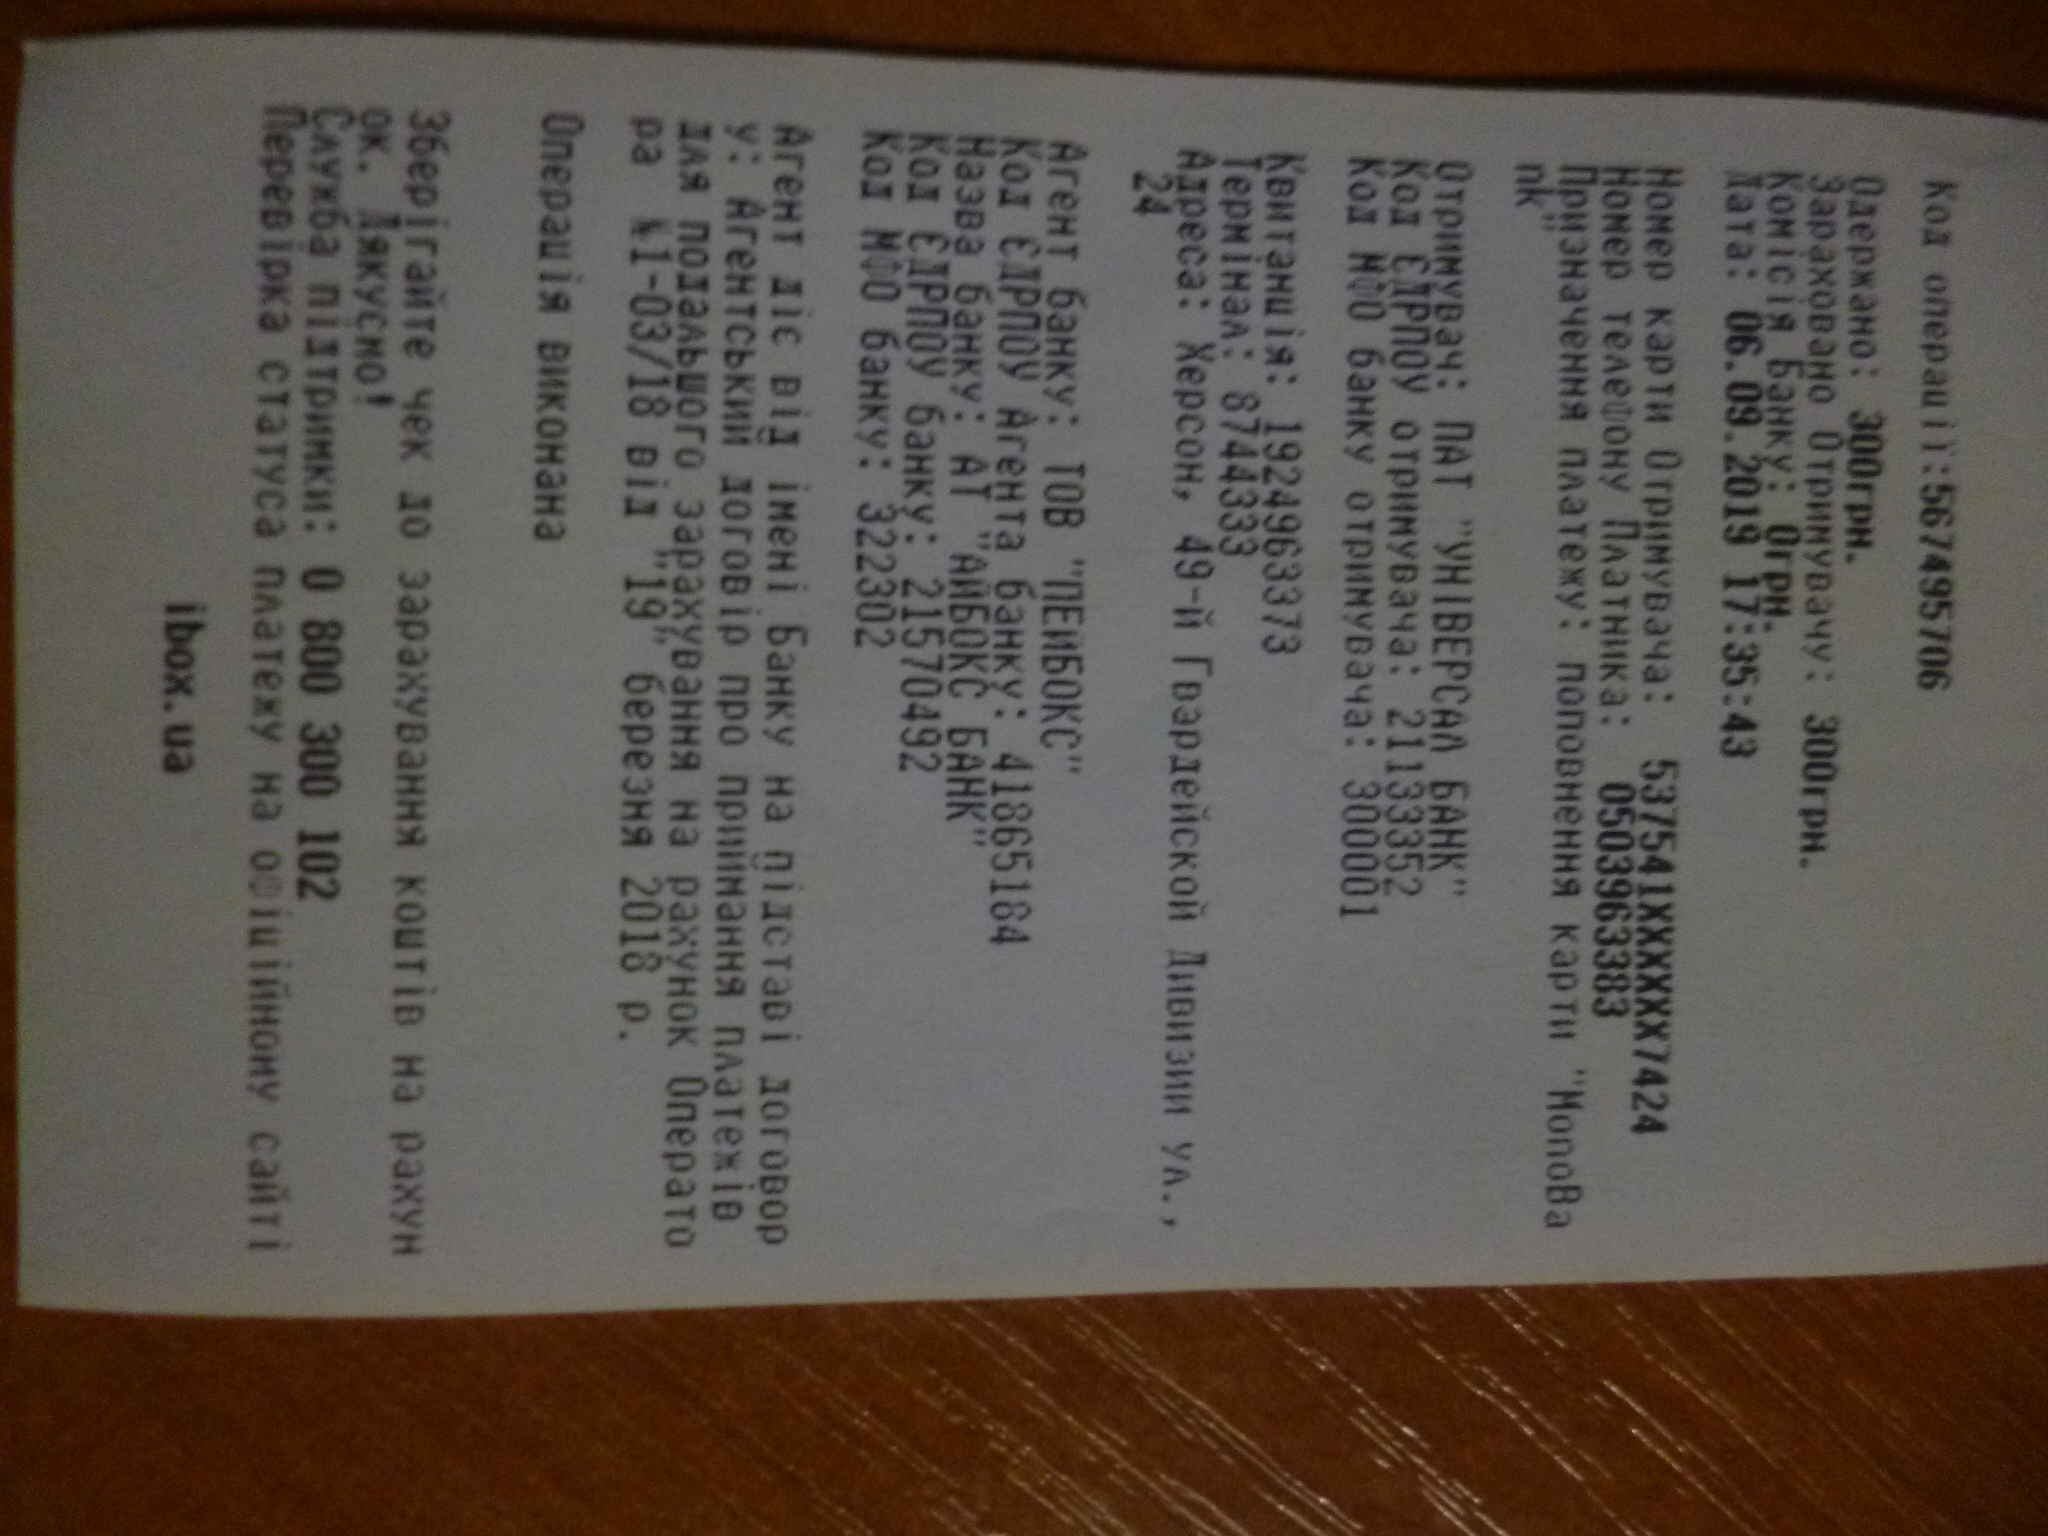 Код операції:567495706
Одержано: 300грн.
Зараховано Отримувачу: 300грн.
Комісія Банку: 0грн.
Дата: 06.09.2019 17:35:43
Номер карти Отримувача: 537541XXXXXX7424
Номер телефону Платника: 0503963383
Призначення платежу: поповнення карти "МопоВа
пk"
Отримувач: ПАТ "УНІВЕРСАЛ БАНК"
Код ЄДРПОУ отримувача: 21133352
Код МФО банку отримувача: 300001
Квитанція: 1924963373
Термінал: 8744333
Адреса: Херсон, 49-й Гвардейской Дивизии ул.,
24
Агент банку: ТОВ "ПЕЙБОКС"
Код ЄДРПОУ Агента банку: 41865184
Назва банку: АТ "АЙБОКС БАНК"
Код ЄДРПОУ банку: 21570492
Код МФО банку: 322302
Агент діє від імені Банку на підставі договор
у: Агентський договір про приймання платежів
для подальшого зарахування на рахунок Операто
ра №1-03/18 від "19" березня 2018 р.
Операція виконана
Зберігайте чек до зарахування коштів на рахун
ок. Дякуємо!
Служба підтримки: 0 800 300 102
Перевірка статуса платежу на офіційному сайті
ibox.ua